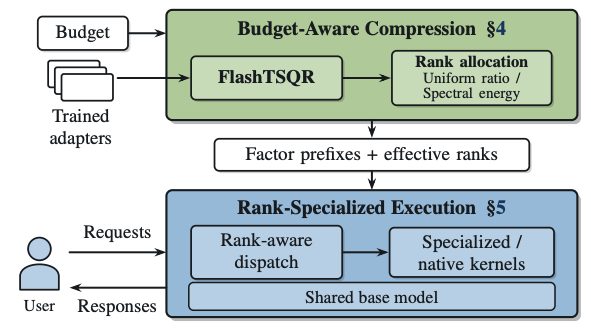 Budget
Budget-Aware Compression §4
FlashTSQR
Rank allocation
Uniform ratio /
Spectral energy
Trained
adapters
Factor prefixes + effective ranks
Rank-Specialized Execution §5
Requests
Rank-aware
dispatch
Specialized /
native kernels
Shared base model
User
Responses